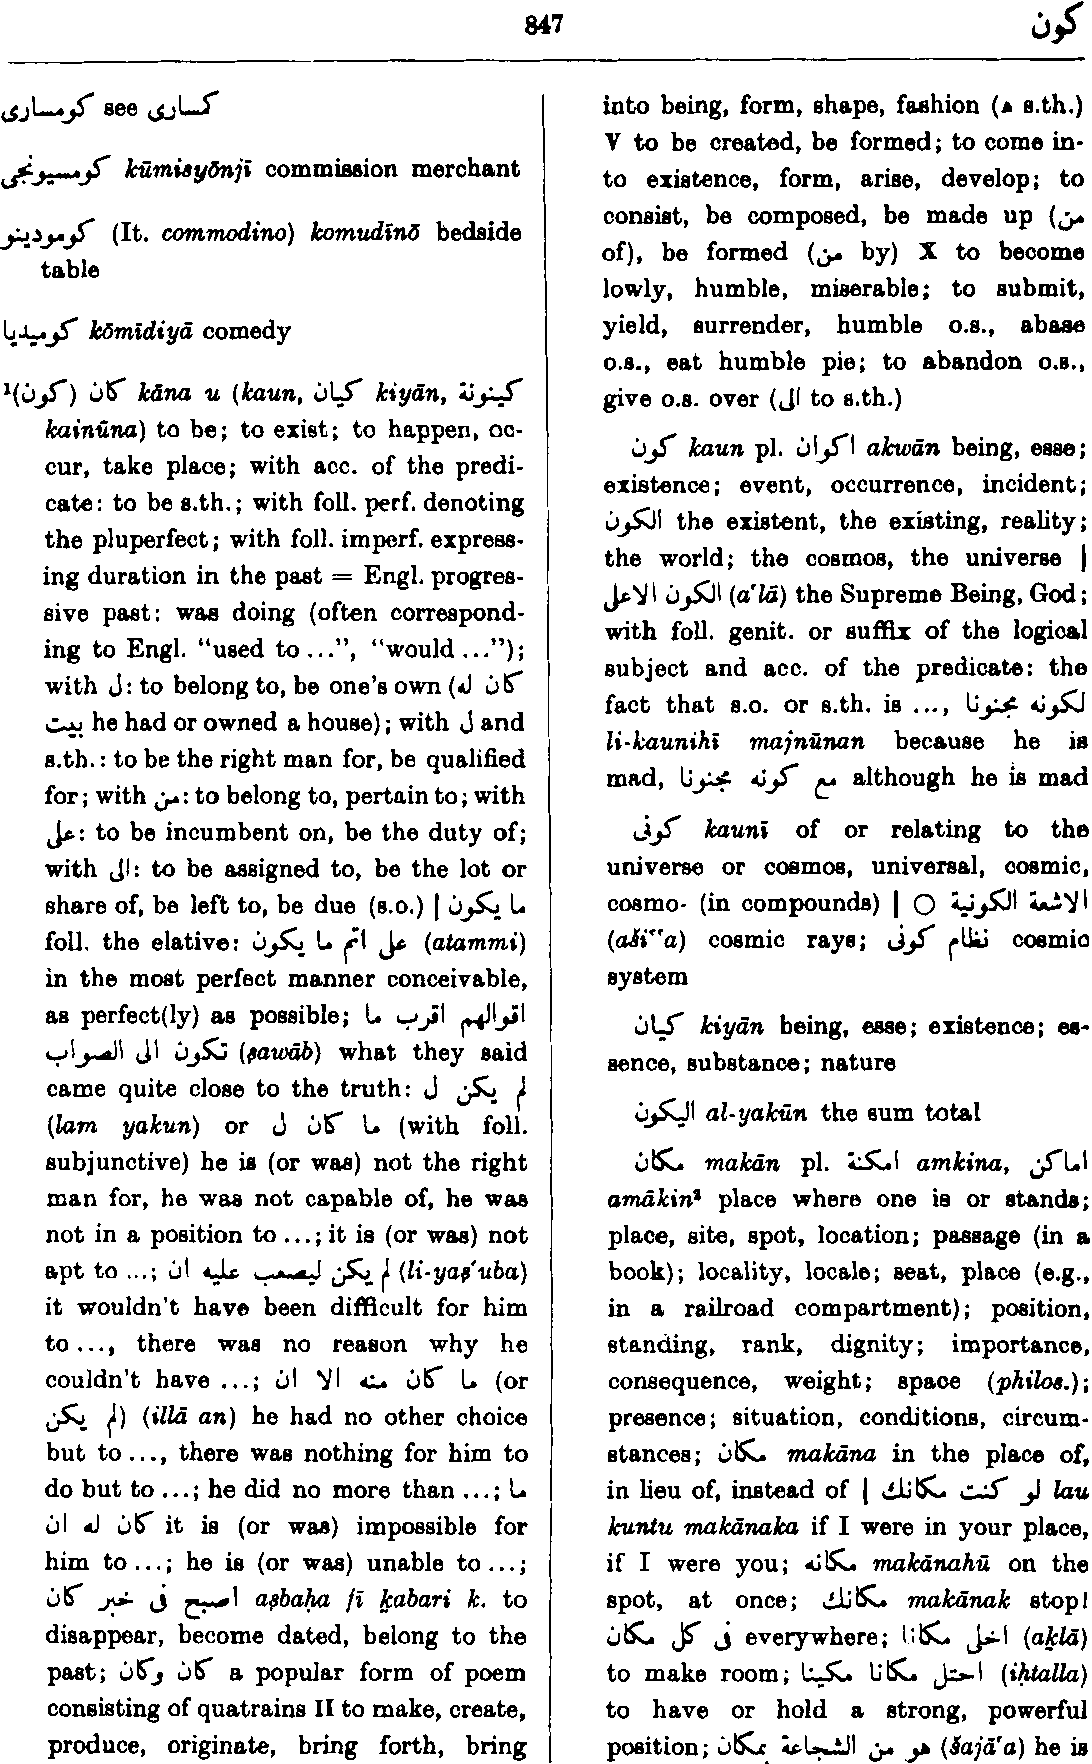 847
كون
كومسارى see كمسارى
كومسيونجى kūmisyōnjī commission merchant
كومودينو (It. commodino) komudīnō bedside
table
كوميديا kōmīdiyā comedy
¹(كون) كان kāna u (kaun, كيان kiyān, كينونة
kainūna) to be; to exist; to happen, oc-
cur, take place; with acc. of the predi-
cate: to be s.th.; with foll. perf. denoting
the pluperfect; with foll. imperf. express-
ing duration in the past = Engl. progres-
sive past: was doing (often correspond-
ing to Engl. “used to ...”, “would ...”);
with ل: to belong to, be one's own (كان له
بيت he had or owned a house); with ل and
s.th.: to be the right man for, be qualified
for; with من: to belong to, pertain to; with
على: to be incumbent on, be the duty of;
with الى: to be assigned to, be the lot or
share of, be left to, be due (s.o.) | ما يكون
foll. the elative: على اتم ما يكون (atammi)
in the most perfect manner conceivable,
as perfect(ly) as possible; اقوالهم اقرب ما
تكون الى الصواب (ṣawāb) what they said
came quite close to the truth: لم يكن ل
(lam yakun) or ما كان ل (with foll.
subjunctive) he is (or was) not the right
man for, he was not capable of, he was
not in a position to ...; it is (or was) not
apt to ...; لم يكن ليصعب عليه ان (li-yaṣ'uba)
it wouldn't have been difficult for him
to ..., there was no reason why he
couldn't have ...; ما كان منه الا ان (or
لم يكن) (illā an) he had no other choice
but to ..., there was nothing for him to
do but to ...; he did no more than ...; ما
كان له ان it is (or was) impossible for
him to ...; he is (or was) unable to ...;
اصبح فى خبر كان aṣbaḥa fī ḵabari k. to
disappear, become dated, belong to the
past; كان وكان a popular form of poem
consisting of quatrains II to make, create,
produce, originate, bring forth, bring
into being, form, shape, fashion (ه s.th.)
V to be created, be formed; to come in-
to existence, form, arise, develop; to
consist, be composed, be made up (من
of), be formed (من by) X to become
lowly, humble, miserable; to submit,
yield, surrender, humble o.s., abase
o.s., eat humble pie; to abandon o.s.,
give o.s. over (الى to s.th.)
كون kaun pl. اكوان akwān being, esse;
existence; event, occurrence, incident;
الكون the existent, the existing, reality;
the world; the cosmos, the universe |
الكون الاعلى (a'lā) the Supreme Being, God;
with foll. genit. or suffix of the logical
subject and acc. of the predicate: the
fact that s.o. or s.th. is ..., لكونه مجنونا
li-kaunihī majnūnan because he is
mad, مع كونه مجنونا although he is mad
كونى kaunī of or relating to the
universe or cosmos, universal, cosmic,
cosmo- (in compounds) | ○ الاشعة الكونية
(aši''a) cosmic rays; نظام كونى cosmic
system
كيان kiyān being, esse; existence; es-
sence, substance; nature
اليكون al-yakūn the sum total
مكان makān pl. امكنة amkina, اماكن
amākin² place where one is or stands;
place, site, spot, location; passage (in a
book); locality, locale; seat, place (e.g.,
in a railroad compartment); position,
standing, rank, dignity; importance,
consequence, weight; space (philos.);
presence; situation, conditions, circum-
stances; مكان makāna in the place of,
in lieu of, instead of | لو كنت مكانك lau
kuntu makānaka if I were in your place,
if I were you; مكانه makānahū on the
spot, at once; مكانك makānak stop!
فى كل مكان everywhere; اخلى مكانا (aḵlā)
to make room; احتل مكانا مكينا (iḥtalla)
to have or hold a strong, powerful
position; هو من الشجاعة بمكان (šajā'a) he is